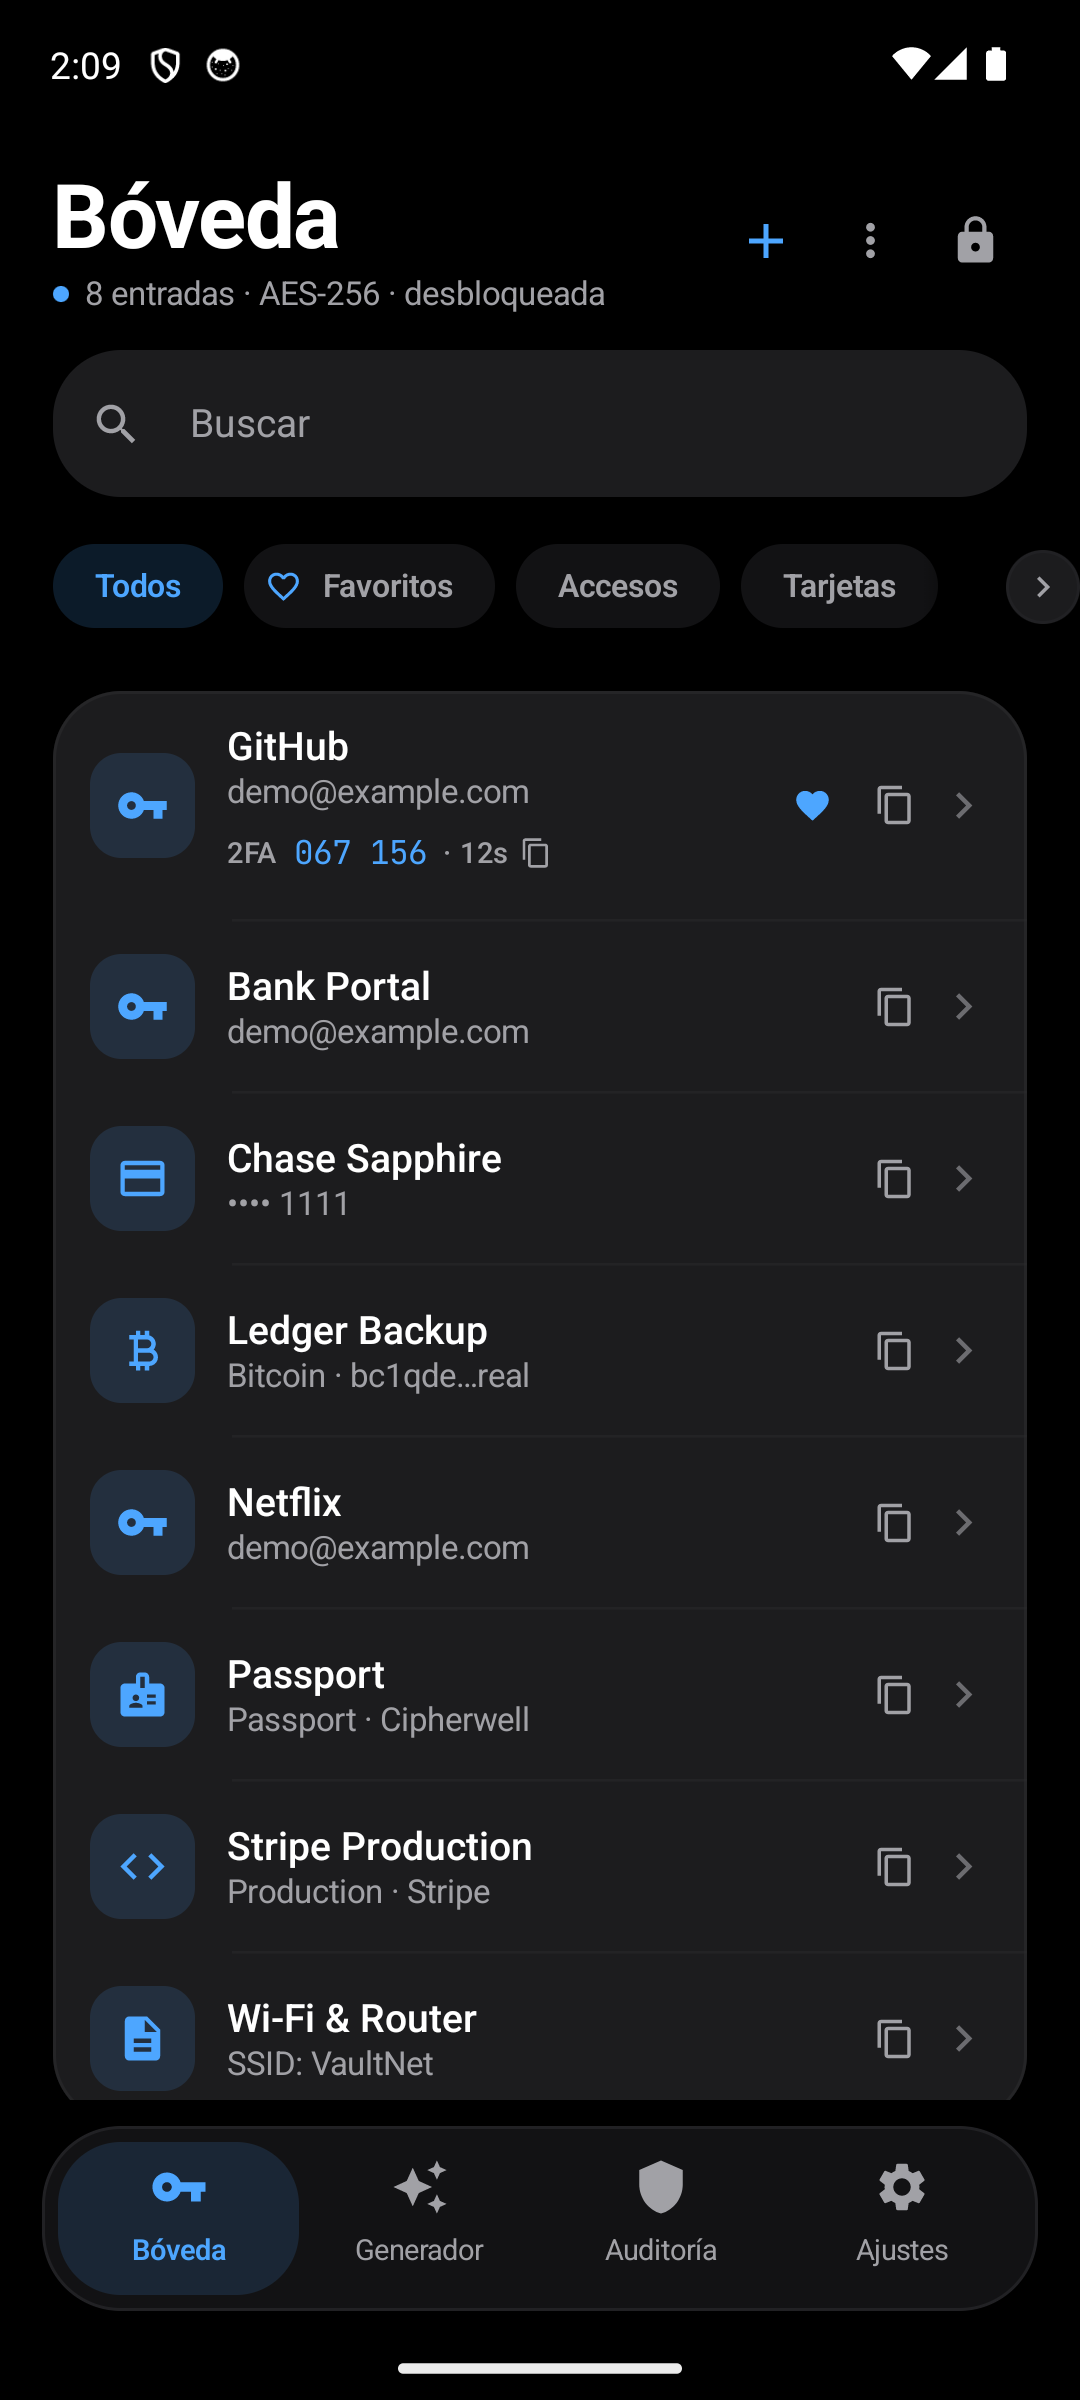 2:09
Bóveda
8 entradas · AES-256 · desbloqueada
Buscar
Todos
Favoritos
Accesos
Tarjetas
GitHub
demo@example.com
2FA 067 156 · 12s
Bank Portal
demo@example.com
Chase Sapphire
•••• 1111
Ledger Backup
Bitcoin · bc1qde…real
Netflix
demo@example.com
Passport
Passport · Cipherwell
Stripe Production
Production · Stripe
Wi-Fi & Router
SSID: VaultNet
Bóveda
Generador
Auditoría
Ajustes